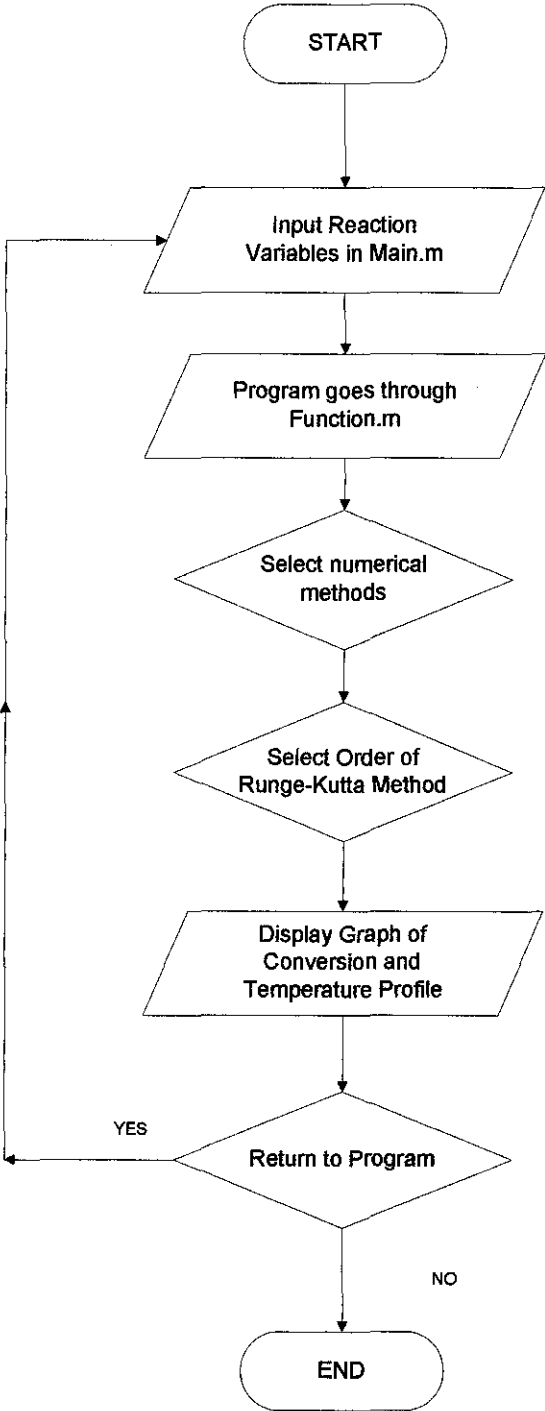 START
Input Reaction
Variables in Main.m
Program goes through
Function.m
Select numerical
methods
Select Order of
Runge-Kutta Method
Display Graph of
Conversion and
Temperature Profile
YES
Return to Program
NO
END